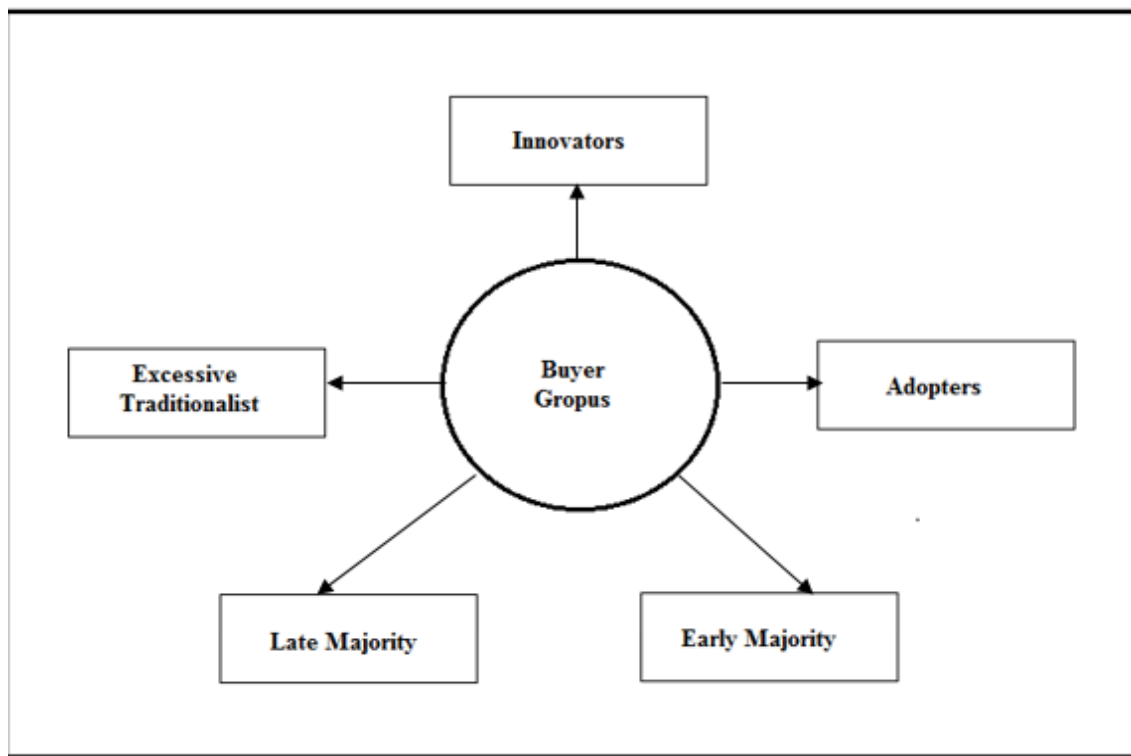 Innovators
Excessive
Traditionalist
Buyer
Gropus
Adopters
Late Majority
Early Majority